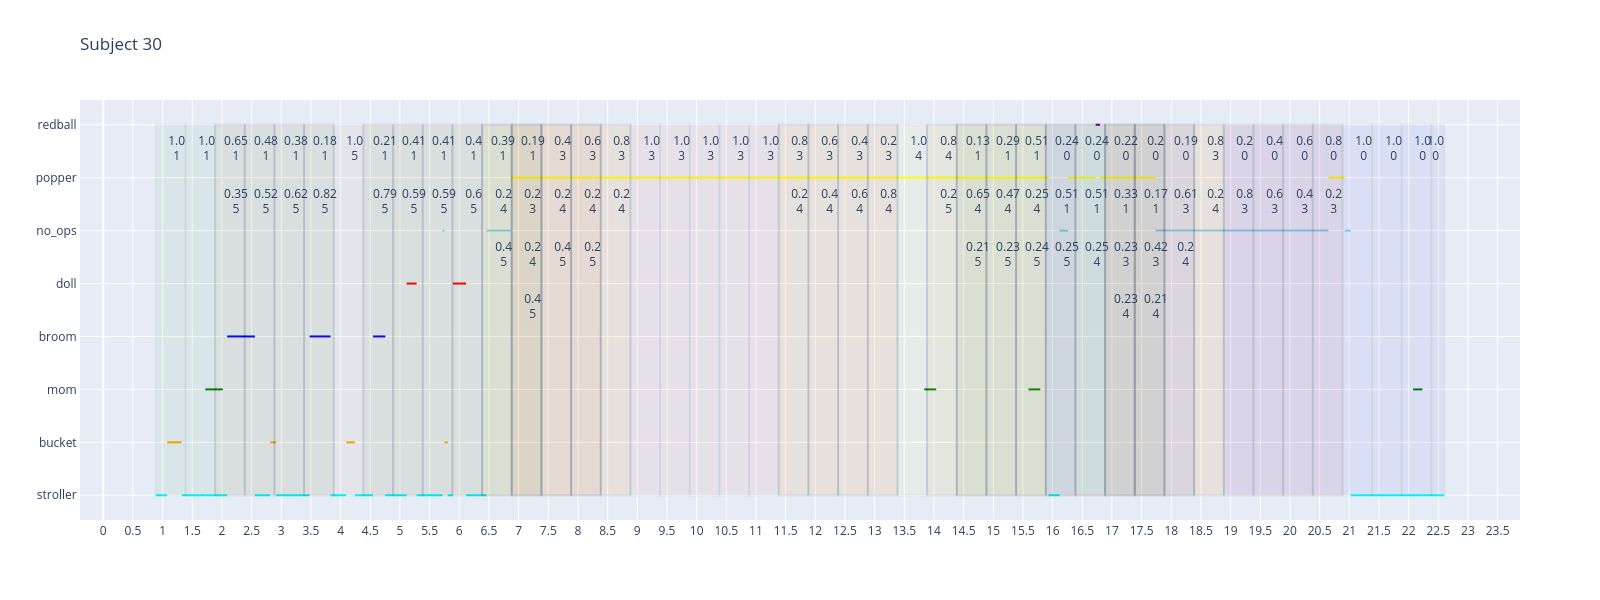 Subject 30
redball
1.0 1.0 0.65 0.48 0.38 0.18 1.0 0.21 0.41 0.41 0.4 0.39 0.19 0.4 0.6 0.8 1.0 1.0 1.0 1.0 1.0 0.8 0.6 0.4 0.2 1.0 0.8 0.13 0.29 0.51 0.24 0.24 0.22 0.2 0.19 0.8 0.2 0.4 0.6 0.8 1.0 1.0 1.0 1.0
1 1 1 1 1 1 5 1 1 1 1 1 1 3 3 3 3 3 3 3 3 3 3 3 3 4 4 1 1 1 0 0 0 0 0 3 0 0 0 0 0 0 0 0
popper
0.35 0.52 0.62 0.82 0.79 0.59 0.59 0.6 0.2 0.2 0.2 0.2 0.2 0.2 0.4 0.6 0.8 0.2 0.65 0.47 0.25 0.51 0.51 0.33 0.17 0.61 0.2 0.8 0.6 0.4 0.2
5 5 5 5 5 5 5 5 4 3 4 4 4 4 4 4 4 5 4 4 4 1 1 1 1 3 4 3 3 3 3
no_ops
0.4 0.2 0.4 0.2 0.21 0.23 0.24 0.25 0.25 0.23 0.42 0.2
5 4 5 5 5 5 5 5 4 3 3 4
doll
0.4 0.23 0.21
5 4 4
broom
mom
bucket
stroller
0 0.5 1 1.5 2 2.5 3 3.5 4 4.5 5 5.5 6 6.5 7 7.5 8 8.5 9 9.5 10 10.5 11 11.5 12 12.5 13 13.5 14 14.5 15 15.5 16 16.5 17 17.5 18 18.5 19 19.5 20 20.5 21 21.5 22 22.5 23 23.5